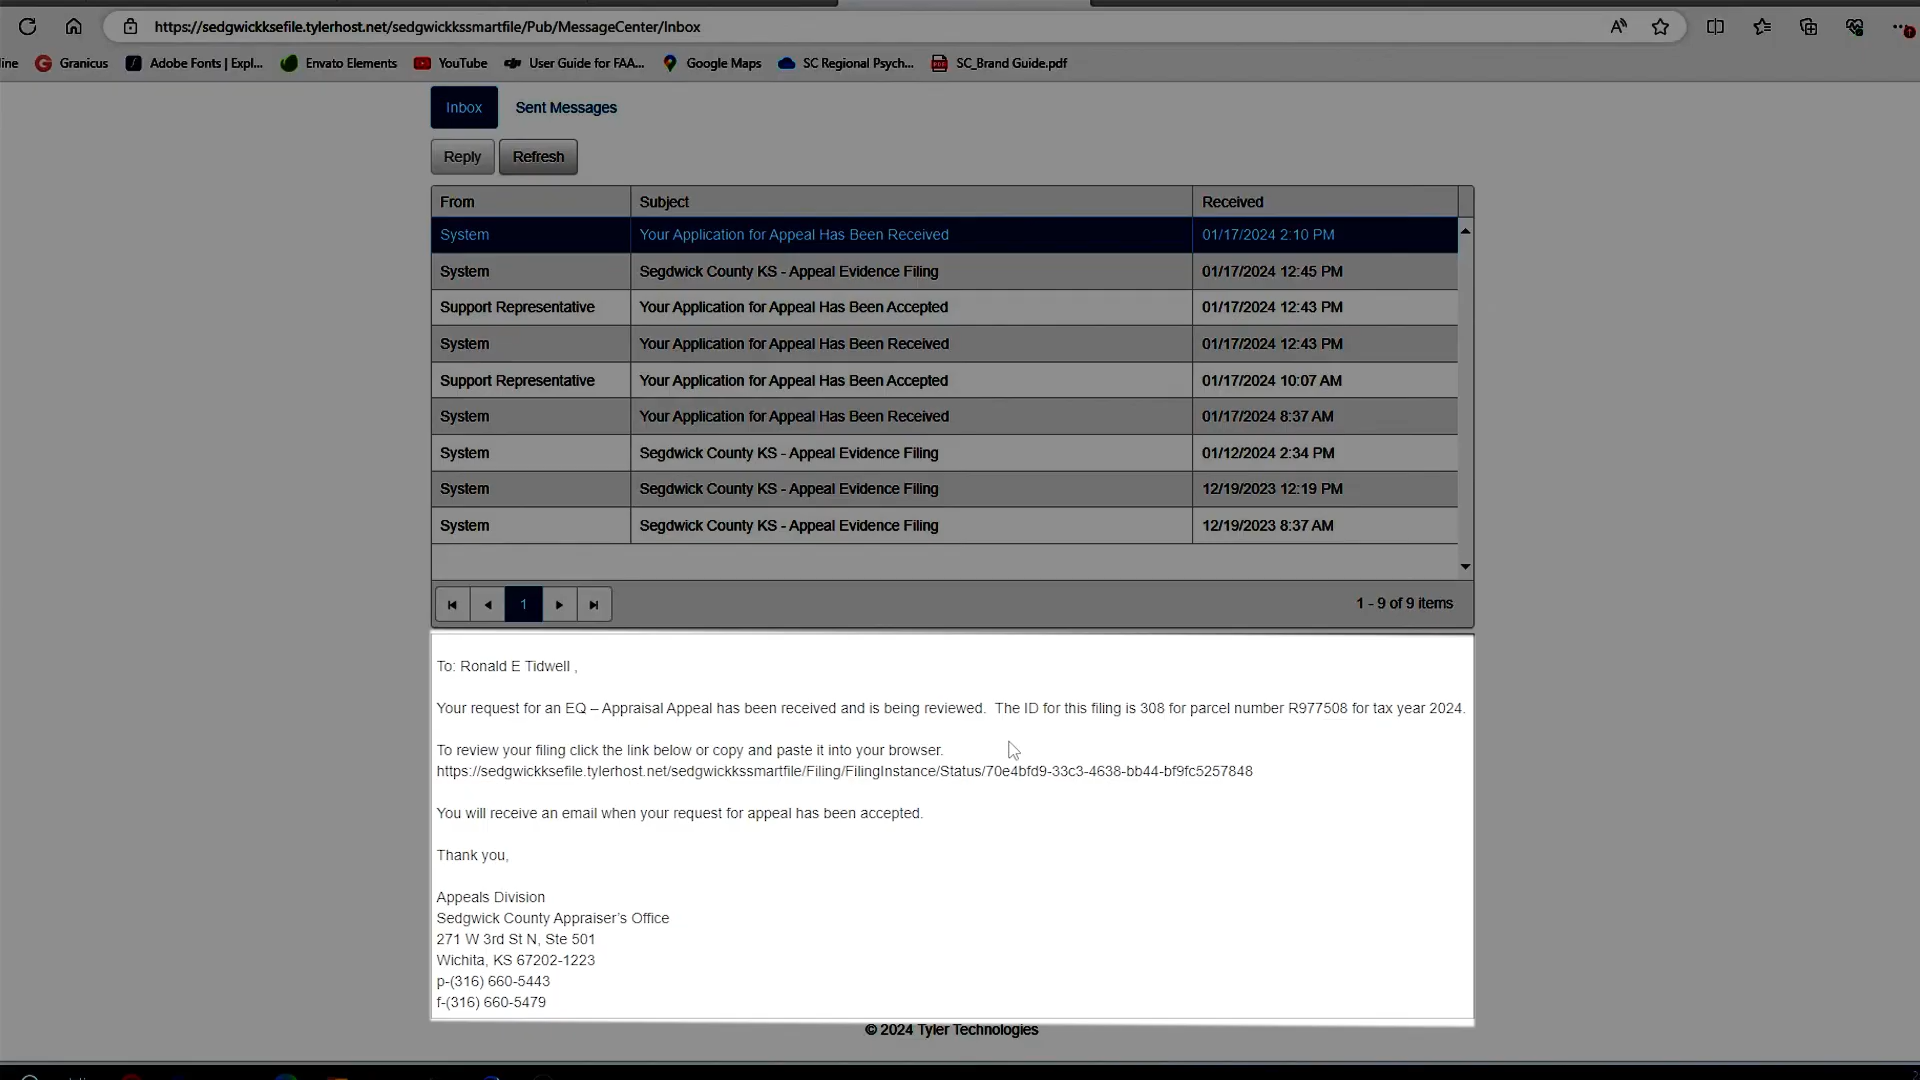 https://sedgwickksefile.tylerhost.net/sedgwickkssmartfile/Pub/MessageCenter/Inbox
line Granicus Adobe Fonts | Expl... Envato Elements YouTube User Guide for FAA... Google Maps SC Regional Psych... SC_Brand Guide.pdf
Inbox Sent Messages
Reply Refresh
From Subject Received
System Your Application for Appeal Has Been Received 01/17/2024 2:10 PM
System Segdwick County KS - Appeal Evidence Filing 01/17/2024 12:45 PM
Support Representative Your Application for Appeal Has Been Accepted 01/17/2024 12:43 PM
System Your Application for Appeal Has Been Received 01/17/2024 12:43 PM
Support Representative Your Application for Appeal Has Been Accepted 01/17/2024 10:07 AM
System Your Application for Appeal Has Been Received 01/17/2024 8:37 AM
System Segdwick County KS - Appeal Evidence Filing 01/12/2024 2:34 PM
System Segdwick County KS - Appeal Evidence Filing 12/19/2023 12:19 PM
System Segdwick County KS - Appeal Evidence Filing 12/19/2023 8:37 AM
1 1 - 9 of 9 items
To: Ronald E Tidwell ,
Your request for an EQ – Appraisal Appeal has been received and is being reviewed. The ID for this filing is 308 for parcel number R977508 for tax year 2024.
To review your filing click the link below or copy and paste it into your browser.
https://sedgwickksefile.tylerhost.net/sedgwickkssmartfile/Filing/FilingInstance/Status/70e4bfd9-33c3-4638-bb44-bf9fc5257848
You will receive an email when your request for appeal has been accepted.
Thank you,
Appeals Division
Sedgwick County Appraiser’s Office
271 W 3rd St N, Ste 501
Wichita, KS 67202-1223
p-(316) 660-5443
f-(316) 660-5479
© 2024 Tyler Technologies